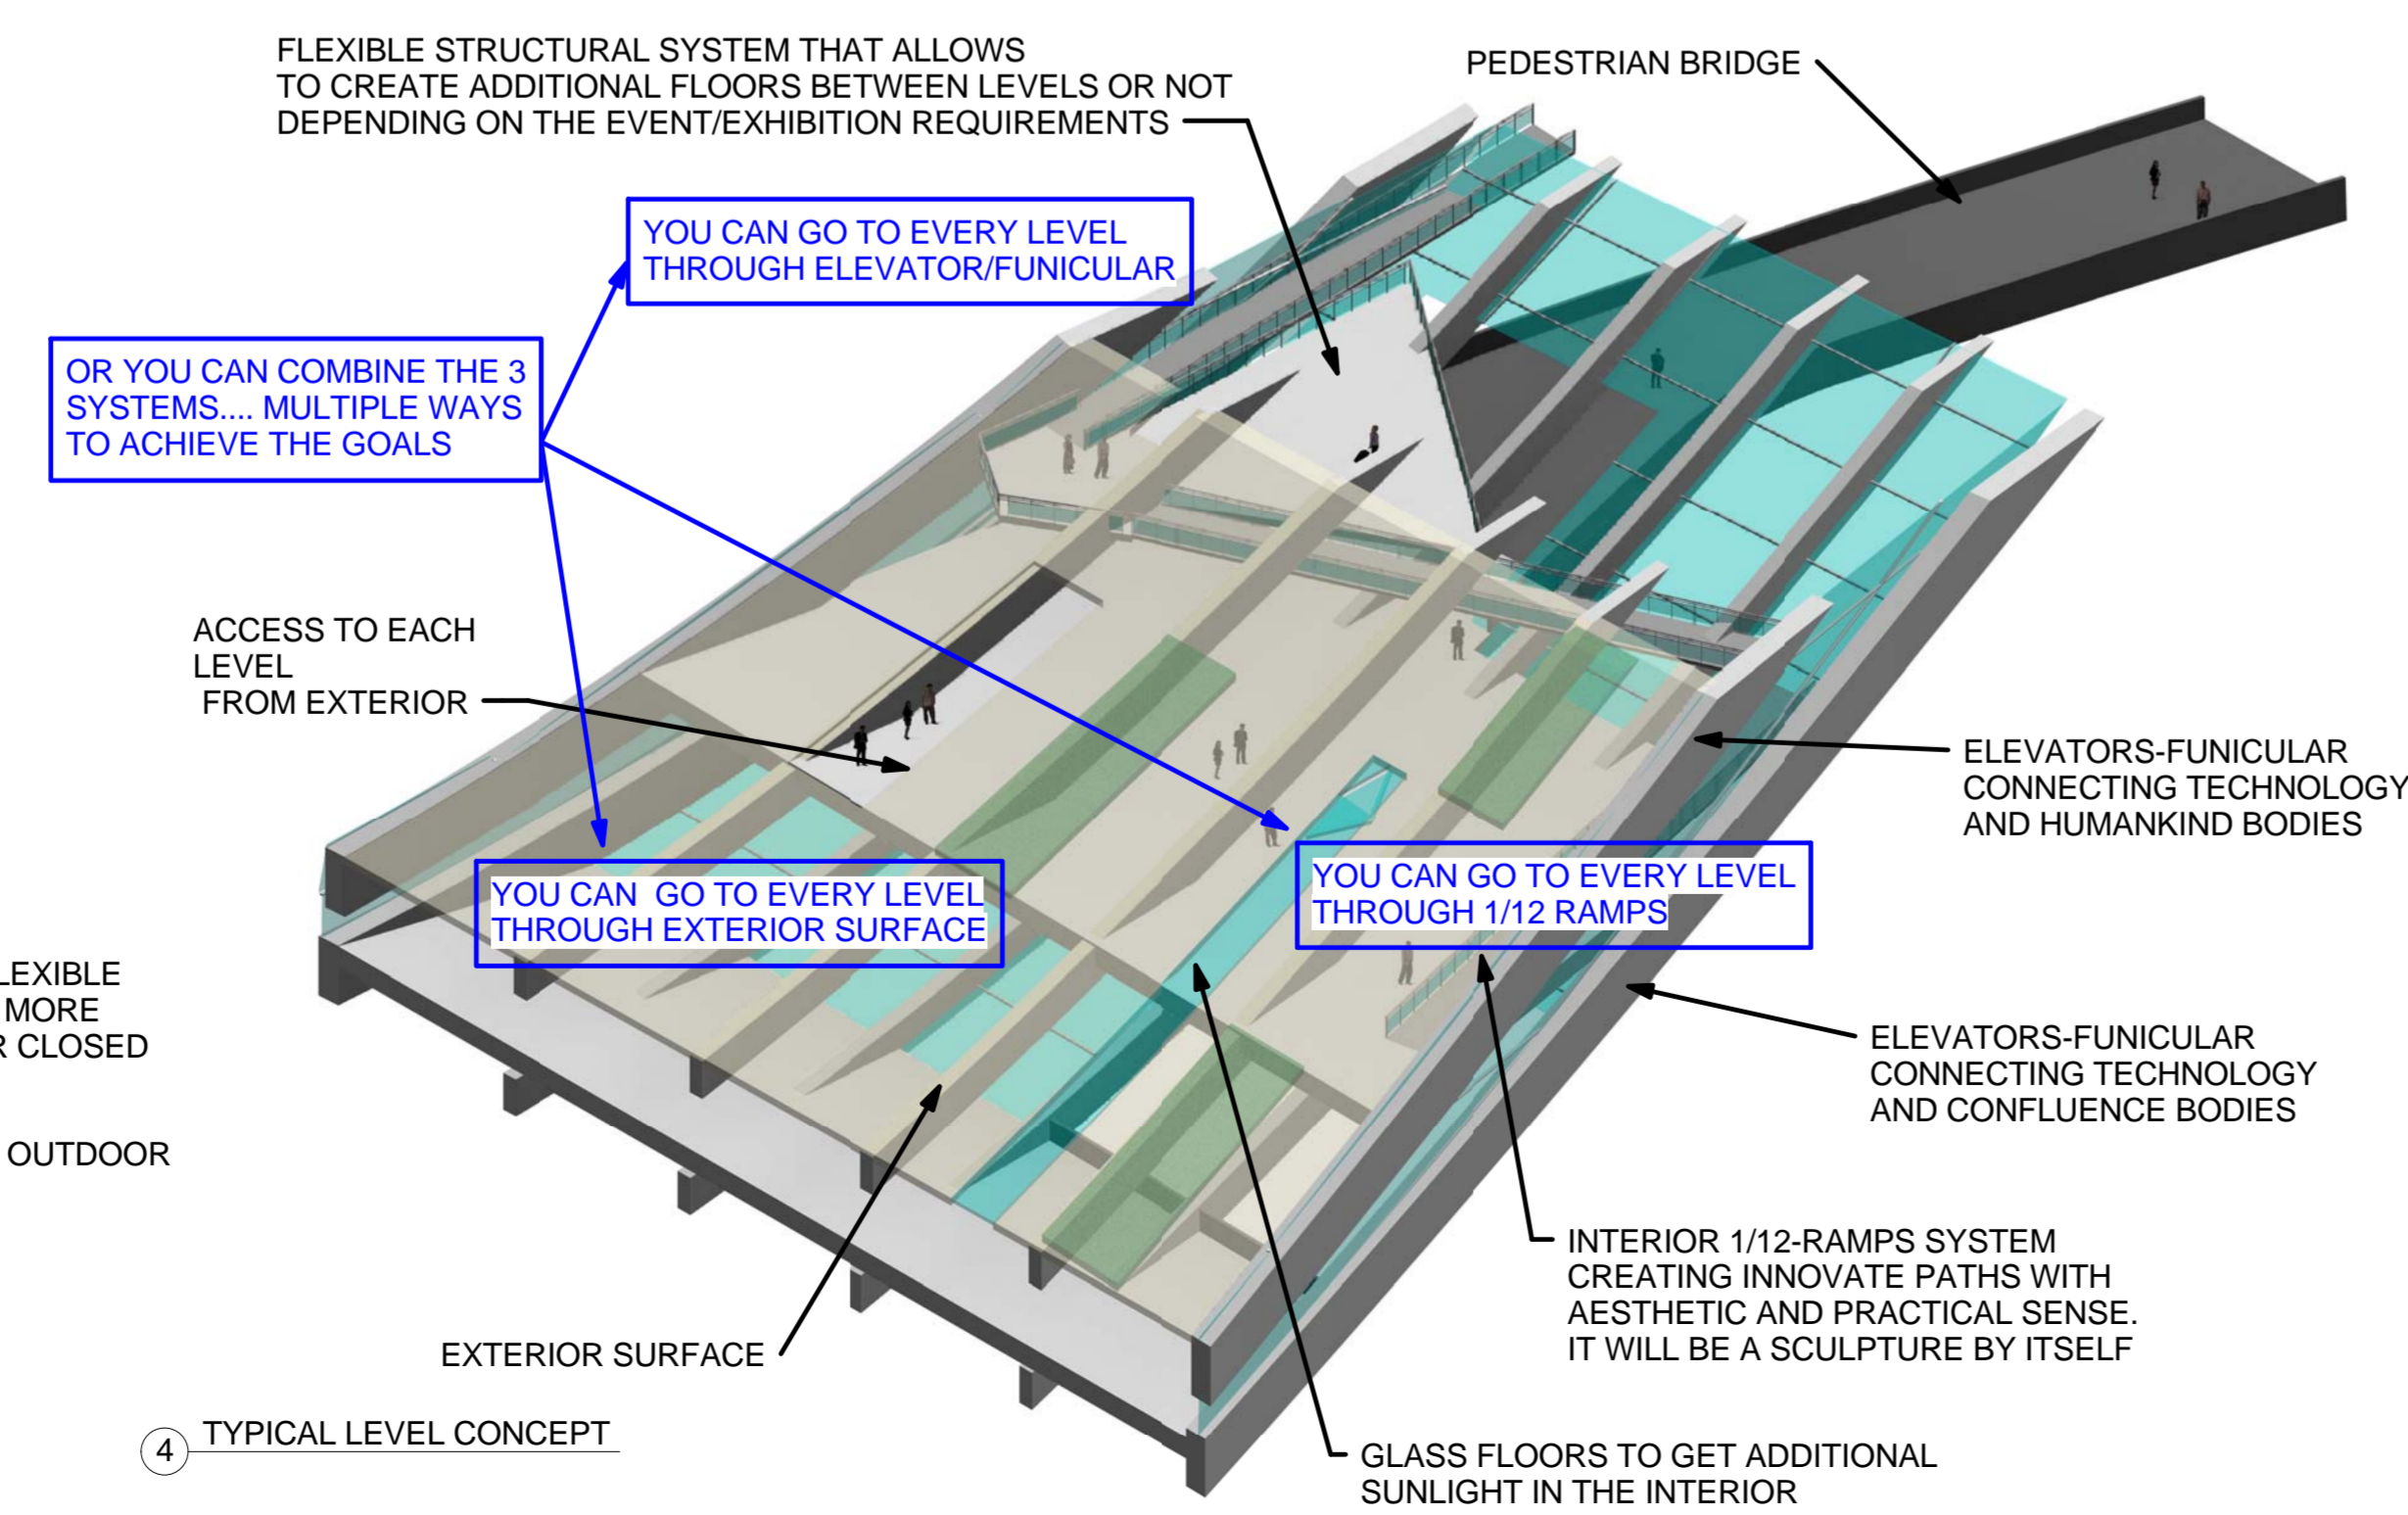 FLEXIBLE STRUCTURAL SYSTEM THAT ALLOWS
TO CREATE ADDITIONAL FLOORS BETWEEN LEVELS OR NOT
DEPENDING ON THE EVENT/EXHIBITION REQUIREMENTS
PEDESTRIAN BRIDGE
YOU CAN GO TO EVERY LEVEL
THROUGH ELEVATOR/FUNICULAR
OR YOU CAN COMBINE THE 3
SYSTEMS.... MULTIPLE WAYS
TO ACHIEVE THE GOALS
ACCESS TO EACH
LEVEL
FROM EXTERIOR
ELEVATORS-FUNICULAR
CONNECTING TECHNOLOGY
AND HUMANKIND BODIES
YOU CAN GO TO EVERY LEVEL
THROUGH EXTERIOR SURFACE
YOU CAN GO TO EVERY LEVEL
THROUGH 1/12 RAMPS
LEXIBLE
MORE
R CLOSED
OUTDOOR
ELEVATORS-FUNICULAR
CONNECTING TECHNOLOGY
AND CONFLUENCE BODIES
INTERIOR 1/12-RAMPS SYSTEM
CREATING INNOVATE PATHS WITH
AESTHETIC AND PRACTICAL SENSE.
IT WILL BE A SCULPTURE BY ITSELF
EXTERIOR SURFACE
4 TYPICAL LEVEL CONCEPT
GLASS FLOORS TO GET ADDITIONAL
SUNLIGHT IN THE INTERIOR